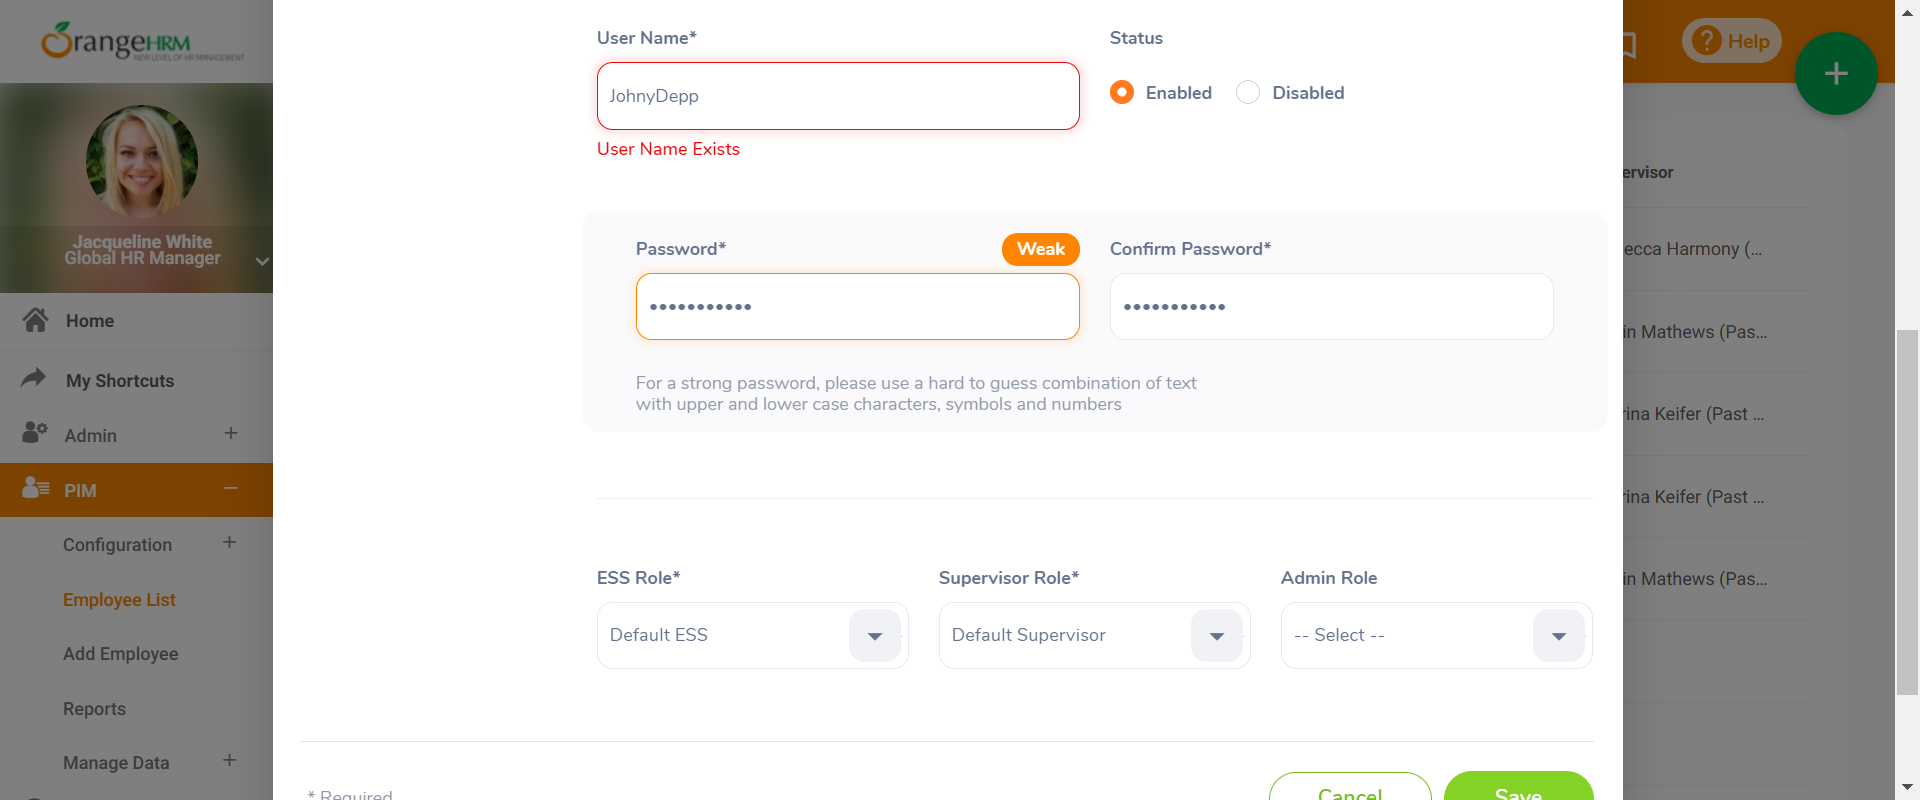 OrangeHRM
NEW LEVEL OF HR MANAGEMENT
Jacqueline White
Global HR Manager
Home
My Shortcuts
Admin
PIM
Configuration
Employee List
Add Employee
Reports
Manage Data
User Name*
JohnyDepp
User Name Exists
Status
Enabled
Disabled
Password*
Weak
•••••••••••
Confirm Password*
•••••••••••
For a strong password, please use a hard to guess combination of text
with upper and lower case characters, symbols and numbers
ESS Role*
Default ESS
Supervisor Role*
Default Supervisor
Admin Role
-- Select --
* Required
Cancel
Save
? Help
+
ervisor
ecca Harmony (...
in Mathews (Pas...
rina Keifer (Past ...
rina Keifer (Past ...
in Mathews (Pas...